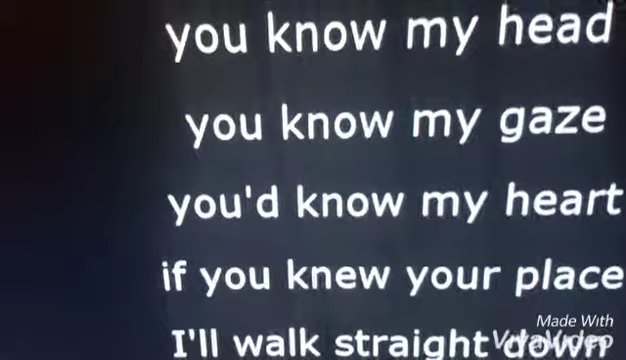 you know my head
you know my gaze
you'd know my heart
if you knew your place
I'll walk straight down
Made With
VivaVideo